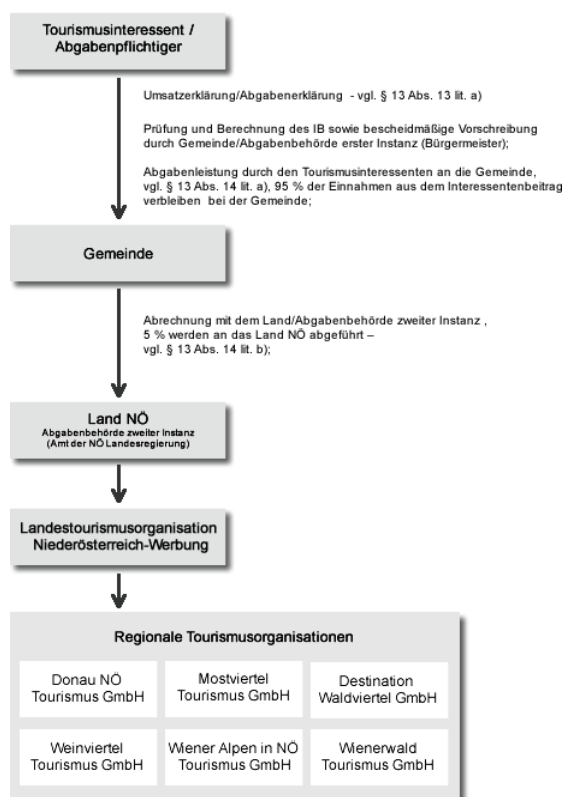 Tourismusinteressent /
Abgabenpflichtiger
Umsatzerklärung/Abgabenerklärung - vgl. § 13 Abs. 13 lit. a)
Prüfung und Berechnung des IB sowie bescheidmäßige Vorschreibung
durch Gemeinde/Abgabenbehörde erster Instanz (Bürgermeister);
Abgabenleistung durch den Tourismusinteressenten an die Gemeinde,
vgl. § 13 Abs. 14 lit. a), 95 % der Einnahmen aus dem Interessentenbeitrag
verbleiben bei der Gemeinde;
Gemeinde
Abrechnung mit dem Land/Abgabenbehörde zweiter Instanz ,
5 % werden an das Land NÖ abgeführt –
vgl. § 13 Abs. 14 lit. b);
Land NÖ
Abgabenbehörde zweiter Instanz
(Amt der NÖ Landesregierung)
Landestourismusorganisation
Niederösterreich-Werbung
Regionale Tourismusorganisationen
Donau NÖ
Tourismus GmbH
Mostviertel
Tourismus GmbH
Destination
Waldviertel GmbH
Weinviertel
Tourismus GmbH
Wiener Alpen in NÖ
Tourismus GmbH
Wienerwald
Tourismus GmbH